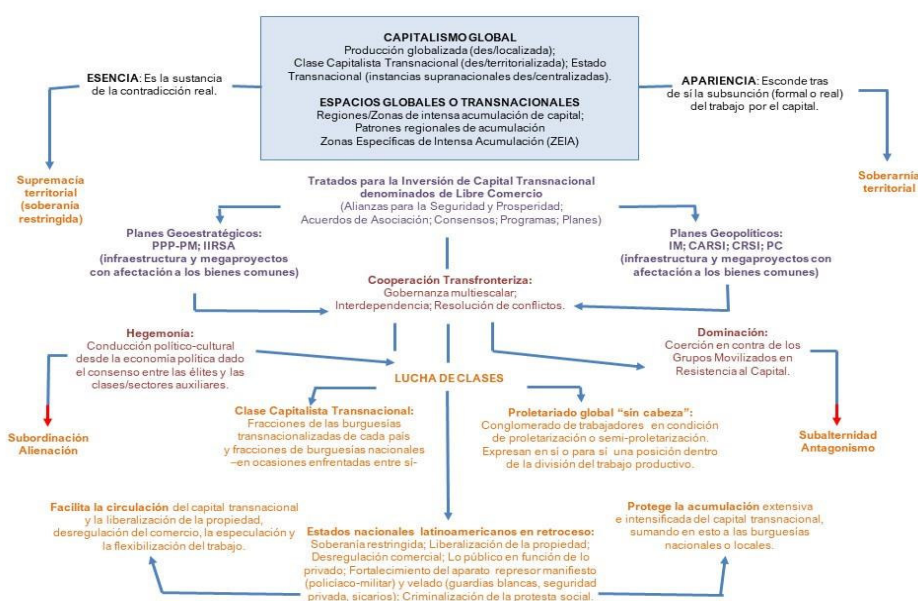 CAPITALISMO GLOBAL
Producción globalizada (des/localizada);
Clase Capitalista Transnacional (des/territorializada); Estado
Transnacional (instancias supranacionales des/centralizadas).
ESPACIOS GLOBALES O TRANSNACIONALES
Regiones/Zonas de intensa acumulación de capital;
Patrones regionales de acumulación
Zonas Específicas de Intensa Acumulación (ZEIA)
ESENCIA: Es la sustancia
de la contradicción real.
APARIENCIA: Esconde tras
de sí la subsunción (formal o real)
del trabajo por el capital.
Supremacía
territorial
(soberanía
restringida)
Soberarnía
territorial
Tratados para la Inversión de Capital Transnacional
denominados de Libre Comercio
(Alianzas para la Seguridad y Prosperidad;
Acuerdos de Asociación; Consensos; Programas; Planes)
Planes Geoestratégicos:
PPP-PM; IIRSA
(infraestructura y megaproyectos
con afectación a los bienes comunes)
Planes Geopolíticos:
IM; CARSI; CRSI; PC
(infraestructura y megaproyectos con
afectación a los bienes comunes)
Cooperación Transfronteriza:
Gobernanza multiescalar;
Interdependencia; Resolución de conflictos.
Hegemonía:
Conducción político-cultural
desde la economía política dado
el consenso entre las élites y las
clases/sectores auxiliares.
Dominación:
Coerción en contra de los
Grupos Movilizados en
Resistencia al Capital.
LUCHA DE CLASES
Clase Capitalista Transnacional:
Fracciones de las burguesías
transnacionalizadas de cada país
y fracciones de burguesías nacionales
–en ocasiones enfrentadas entre sí-
Proletariado global “sin cabeza”:
Conglomerado de trabajadores en condición
de proletarización o semi-proletarización.
Expresan en sí o para sí una posición dentro
de la división del trabajo productivo.
Subordinación
Alienación
Subalternidad
Antagonismo
Facilita la circulación del capital transnacional
y la liberalización de la propiedad,
desregulación del comercio, la especulación y
la flexibilización del trabajo.
Protege la acumulación extensiva
e intensificada del capital transnacional,
sumando en esto a las burguesías
nacionales o locales.
Estados nacionales latinoamericanos en retroceso:
Soberanía restringida; Liberalización de la propiedad;
Desregulación comercial; Lo público en función de lo
privado; Fortalecimiento del aparato represor manifiesto
(policíaco-militar) y velado (guardias blancas, seguridad
privada, sicarios); Criminalización de la protesta social.